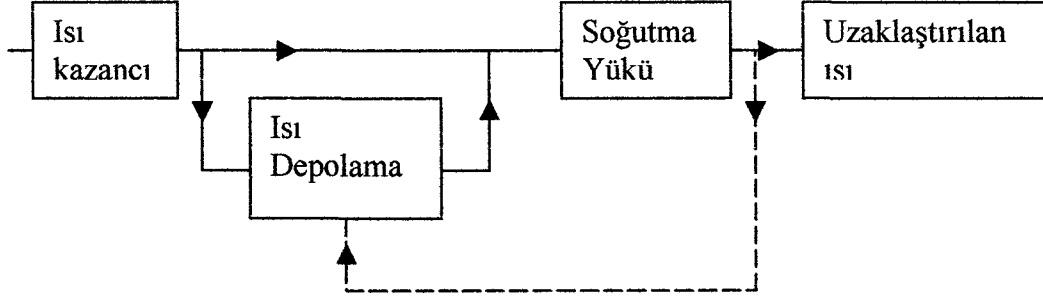 Isı
kazancı
Soğutma
Yükü
Uzaklaştırılan
ısı
Isı
Depolama